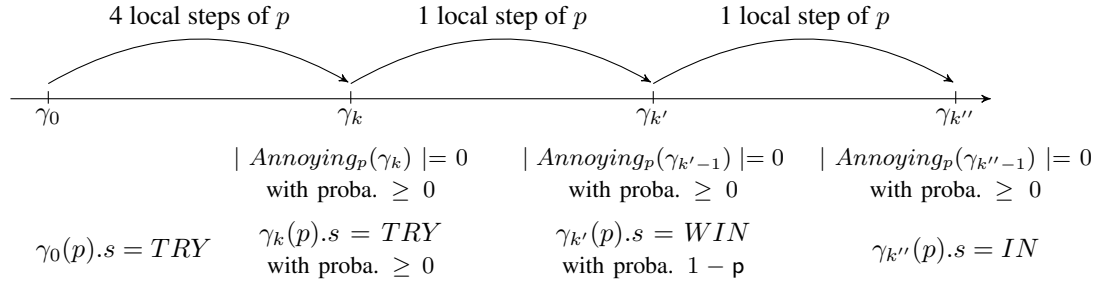 4 local steps of p 1 local step of p 1 local step of p
γ₀ γₖ γₖ′ γₖ″
| Annoyingₚ(γₖ) |= 0 | Annoyingₚ(γₖ′₋₁) |= 0 | Annoyingₚ(γₖ″₋₁) |= 0
with proba. ≥ 0 with proba. ≥ 0 with proba. ≥ 0
γ₀(p).s = TRY γₖ(p).s = TRY γₖ′(p).s = WIN γₖ″(p).s = IN
with proba. ≥ 0 with proba. 1 − p